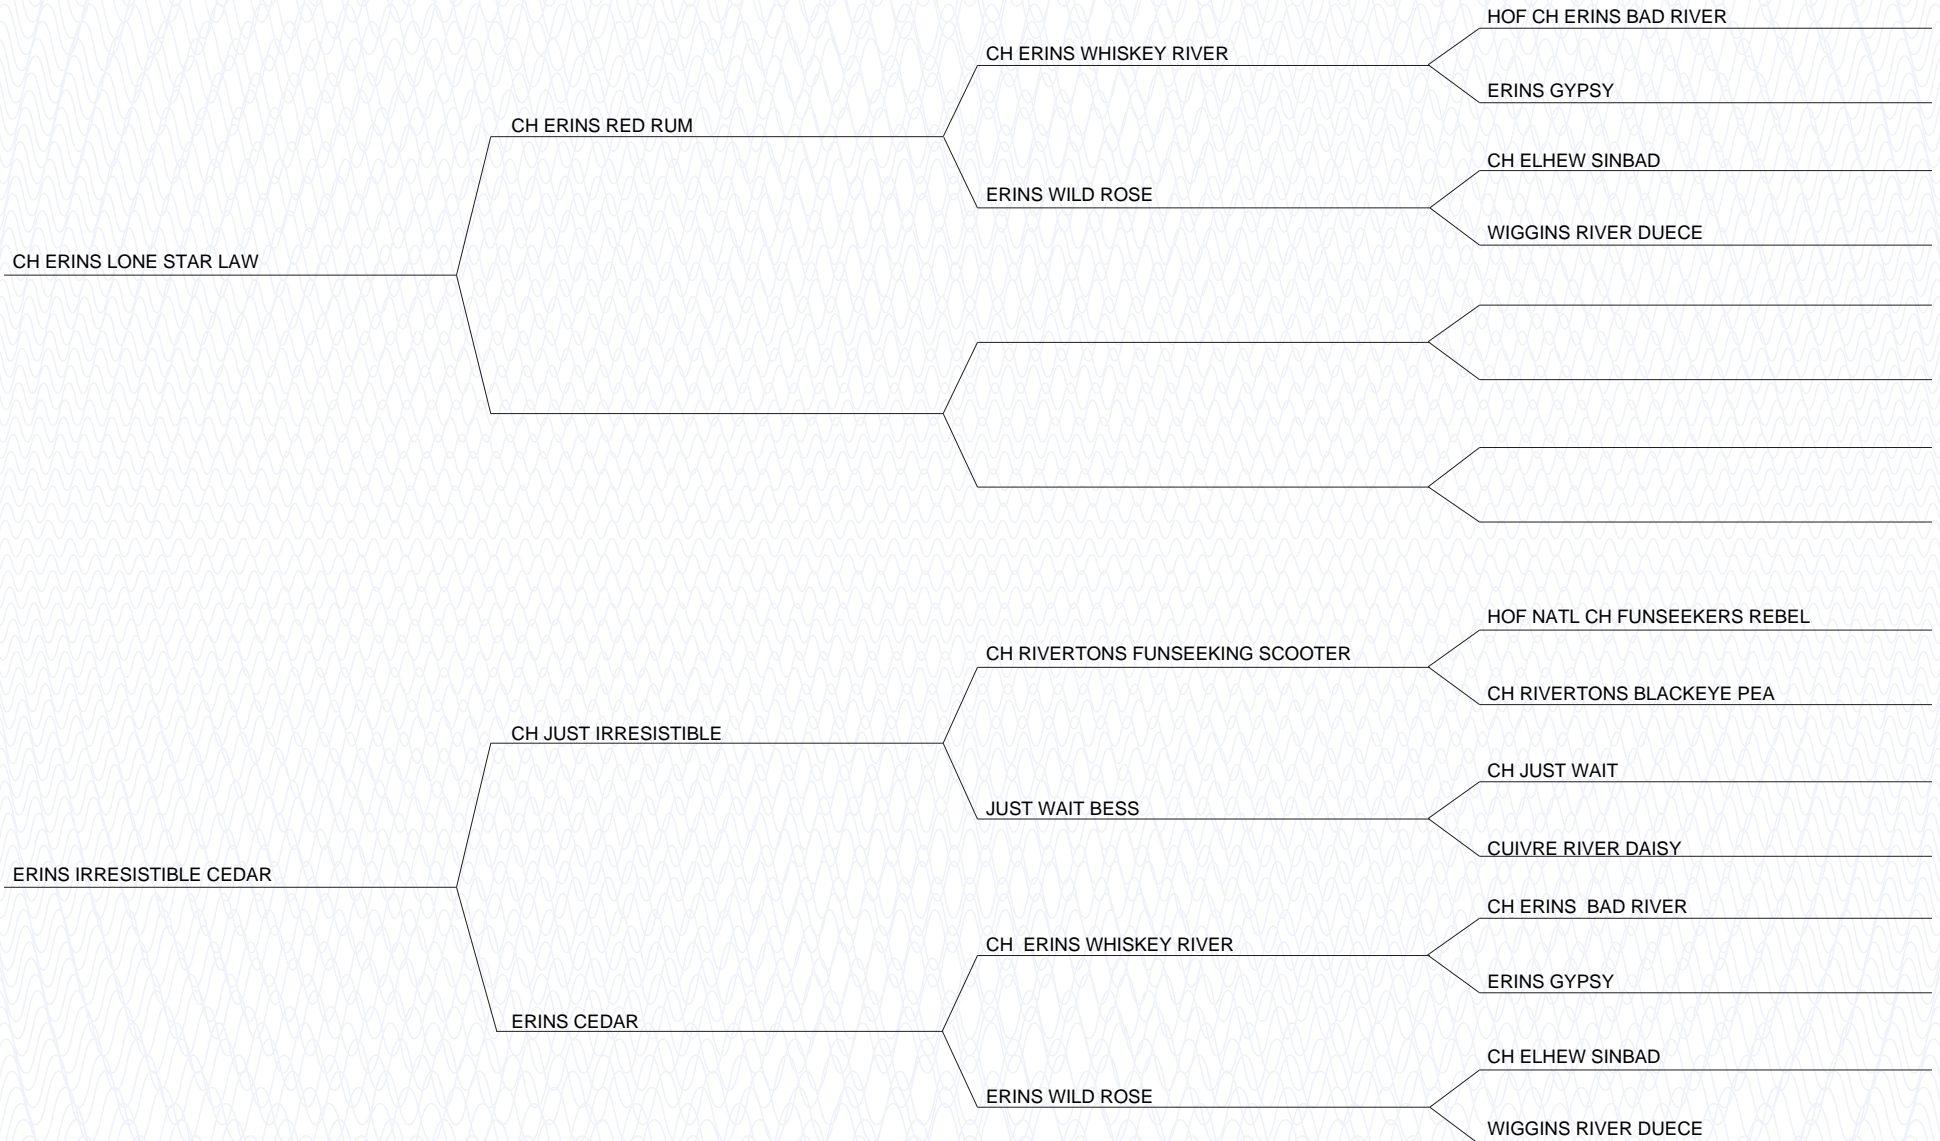 HOF CH ERINS BAD RIVER
CH ERINS WHISKEY RIVER
ERINS GYPSY
CH ERINS RED RUM
CH ELHEW SINBAD
ERINS WILD ROSE
WIGGINS RIVER DUECE
CH ERINS LONE STAR LAW
HOF NATL CH FUNSEEKERS REBEL
CH RIVERTONS FUNSEEKING SCOOTER
CH RIVERTONS BLACKEYE PEA
CH JUST IRRESISTIBLE
CH JUST WAIT
JUST WAIT BESS
CUIVRE RIVER DAISY
ERINS IRRESISTIBLE CEDAR
CH ERINS  BAD RIVER
CH  ERINS WHISKEY RIVER
ERINS GYPSY
ERINS CEDAR
CH ELHEW SINBAD
ERINS WILD ROSE
WIGGINS RIVER DUECE